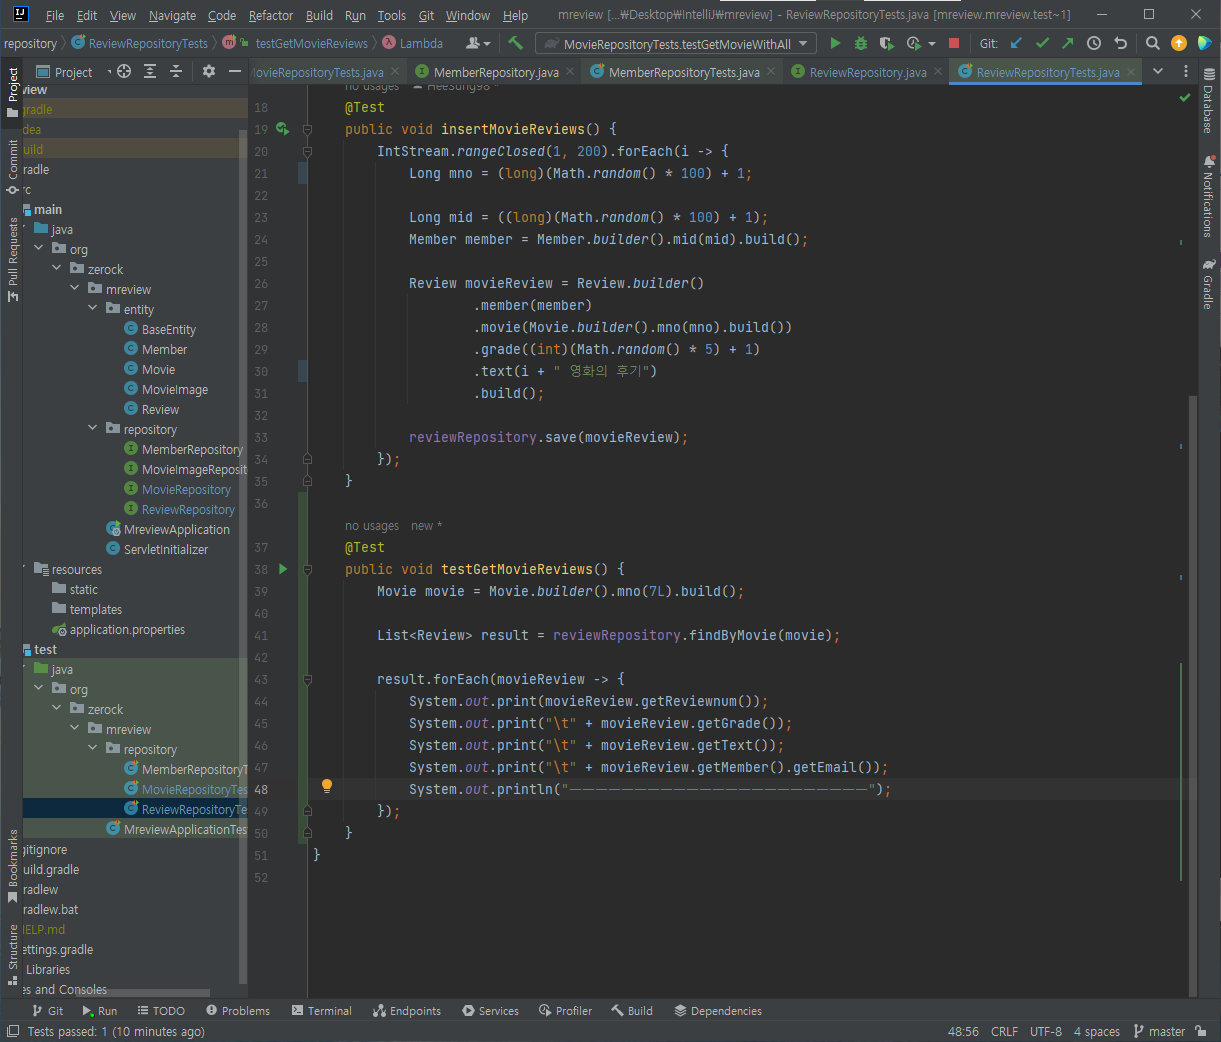 File Edit View Navigate Code Refactor Build Run Tools Git Window Help mreview [...₩Desktop₩IntelliJ₩mreview] - ReviewRepositoryTests.java [mreview.mreview.test~1]
repository ReviewRepositoryTests testGetMovieReviews Lambda MovieRepositoryTests.testGetMovieWithAll Git:
Project ovieRepositoryTests.java MemberRepository.java MemberRepositoryTests.java ReviewRepository.java ReviewRepositoryTests.java
Project
Commit
Pull Requests
Bookmarks
Structure
view
gradle
dea
uild
radle
rc
main
java
org
zerock
mreview
entity
BaseEntity
Member
Movie
MovieImage
Review
repository
MemberRepository
MovieImageReposit
MovieRepository
ReviewRepository
MreviewApplication
ServletInitializer
resources
static
templates
application.properties
test
java
org
zerock
mreview
repository
MemberRepositoryT
MovieRepositoryTes
ReviewRepositoryTe
MreviewApplicationTes
gitignore
uild.gradle
radlew
radlew.bat
HELP.md
ettings.gradle
Libraries
es and Consoles
no usages HeeSung98 *
18 @Test
19 public void insertMovieReviews() {
20 IntStream.rangeClosed(1, 200).forEach(i -> {
21 Long mno = (long)(Math.random() * 100) + 1;
22
23 Long mid = ((long)(Math.random() * 100) + 1);
24 Member member = Member.builder().mid(mid).build();
25
26 Review movieReview = Review.builder()
27 .member(member)
28 .movie(Movie.builder().mno(mno).build())
29 .grade((int)(Math.random() * 5) + 1)
30 .text(i + " 영화의 후기")
31 .build();
32
33 reviewRepository.save(movieReview);
34 });
35 }
36
no usages new *
37 @Test
38 public void testGetMovieReviews() {
39 Movie movie = Movie.builder().mno(7L).build();
40
41 List<Review> result = reviewRepository.findByMovie(movie);
42
43 result.forEach(movieReview -> {
44 System.out.print(movieReview.getReviewnum());
45 System.out.print("\t" + movieReview.getGrade());
46 System.out.print("\t" + movieReview.getText());
47 System.out.print("\t" + movieReview.getMember().getEmail());
48 System.out.println("———————————————————————");
49 });
50 }
51 }
52
Database
Notifications
Gradle
Git Run TODO Problems Terminal Endpoints Services Profiler Build Dependencies
Tests passed: 1 (10 minutes ago) 48:56 CRLF UTF-8 4 spaces master